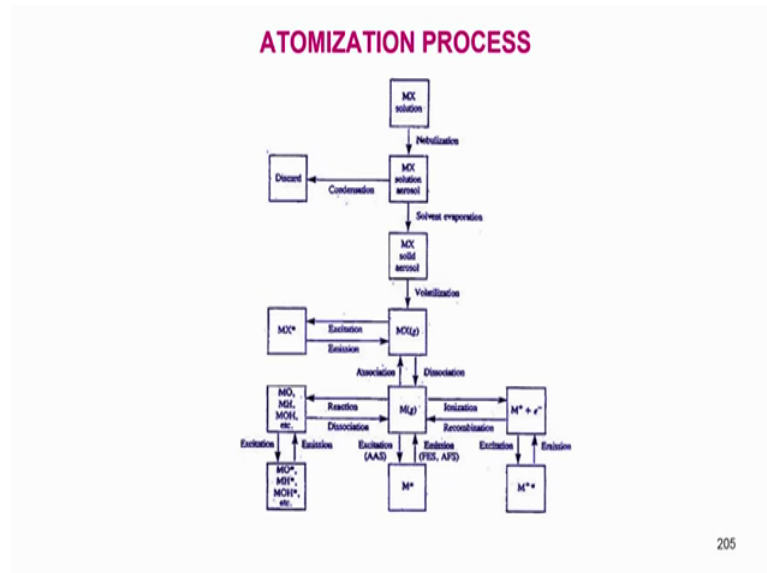 ATOMIZATION PROCESS
MX
solution
Nebulization
Discard
Condensation
MX
solution
aerosol
Solvent evaporation
MX
solid
aerosol
Volatilization
MX*
Excitation
Emission
MX(g)
Association
Dissociation
MO,
MH,
MOH,
etc.
Reaction
Dissociation
M(g)
Ionization
Recombination
M⁺ + e⁻
Excitation
Emission
Excitation
(AAS)
Emission
(FES, AFS)
Excitation
Emission
MO*,
MH*,
MOH*,
etc.
M*
M⁺*
205